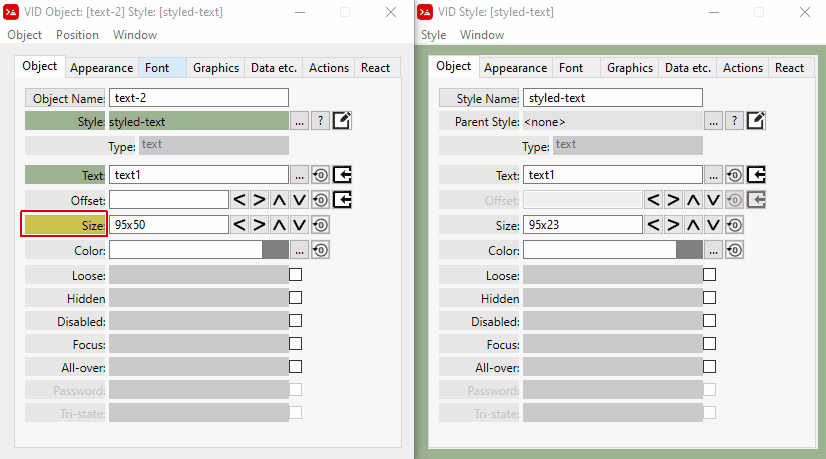 VID Object: [text-2] Style: [styled-text]
Object Position Window
Object Appearance Font Graphics Data etc. Actions React
Object Name: text-2
Style: styled-text ... ?
Type: text
Text: text1 ...
Offset: < > ʌ v
Size: 95x50 < > ʌ v
Color: ...
Loose:
Hidden
Disabled:
Focus:
All-over:
Password:
Tri-state:
VID Style: [styled-text]
Style Window
Object Appearance Font Graphics Data etc. Actions React
Style Name: styled-text
Parent Style: <none> ... ?
Type: text
Text: text1 ...
Offset: < > ʌ v
Size: 95x23 < > ʌ v
Color: ...
Loose:
Hidden
Disabled:
Focus:
All-over:
Password:
Tri-state: